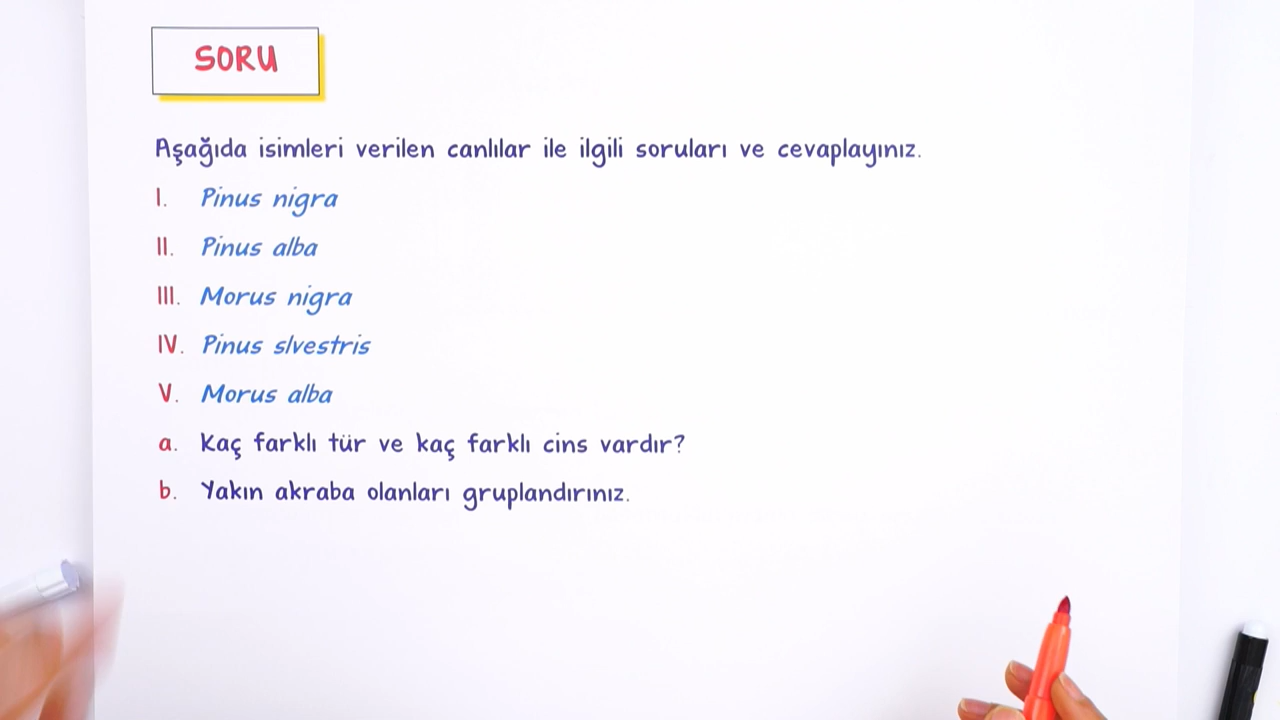 SORU
Aşağıda isimleri verilen canlılar ile ilgili soruları ve cevaplayınız.
I. Pinus nigra
II. Pinus alba
III. Morus nigra
IV. Pinus slvestris
V. Morus alba
a. Kaç farklı tür ve kaç farklı cins vardır?
b. Yakın akraba olanları gruplandırınız.